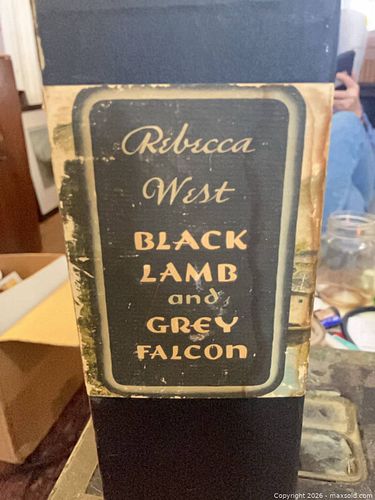 Rebecca
West
BLACK
LAMB
and
GREY
FALCON
Copyright 2026 - maxsold.com